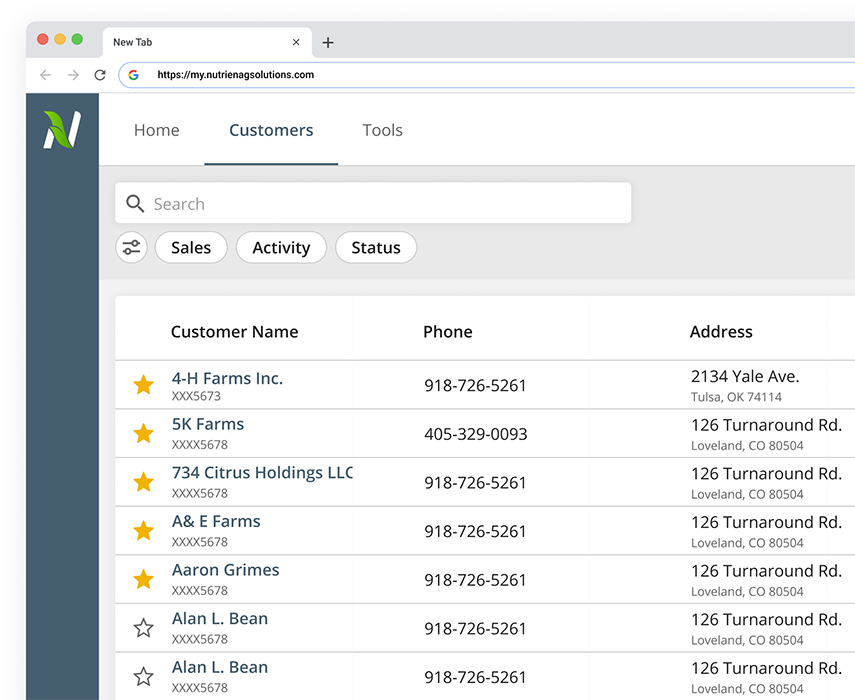 New Tab
https://my.nutrienagsolutions.com
Home Customers Tools
Search
Sales Activity Status
Customer Name Phone Address
4-H Farms Inc. 918-726-5261 2134 Yale Ave.
XXX5673 Tulsa, OK 74114
5K Farms 405-329-0093 126 Turnaround Rd.
XXXX5678 Loveland, CO 80504
734 Citrus Holdings LLC 918-726-5261 126 Turnaround Rd.
XXXX5678 Loveland, CO 80504
A& E Farms 918-726-5261 126 Turnaround Rd.
XXXX5678 Loveland, CO 80504
Aaron Grimes 918-726-5261 126 Turnaround Rd.
XXXX5678 Loveland, CO 80504
Alan L. Bean 918-726-5261 126 Turnaround Rd.
XXXX5678 Loveland, CO 80504
Alan L. Bean 918-726-5261 126 Turnaround Rd.
XXXX5678 Loveland, CO 80504